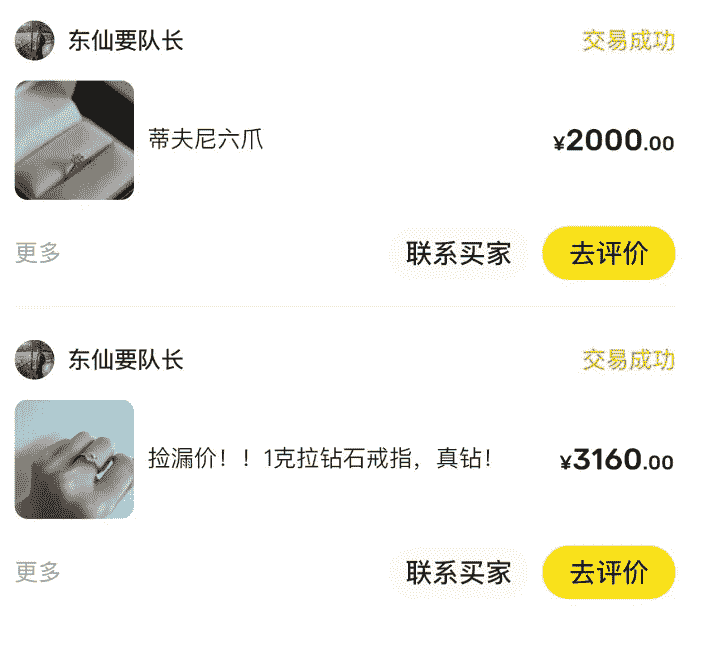 东仙要队长
交易成功
蒂夫尼六爪
¥2000.00
更多
联系买家
去评价
东仙要队长
交易成功
捡漏价！！1克拉钻石戒指，真钻！
¥3160.00
更多
联系买家
去评价